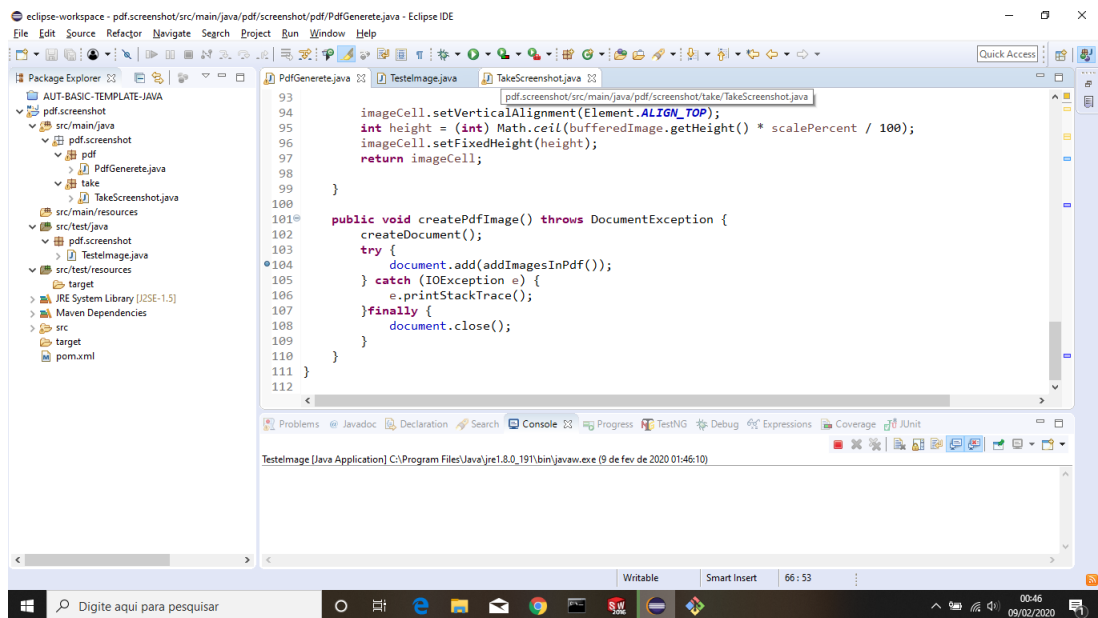 eclipse-workspace - pdf.screenshot/src/main/java/pdf/screenshot/pdf/PdfGenerete.java - Eclipse IDE
File Edit Source Refactor Navigate Search Project Run Window Help
Quick Access
Package Explorer
PdfGenerete.java TesteImage.java TakeScreenshot.java
pdf.screenshot/src/main/java/pdf/screenshot/take/TakeScreenshot.java
AUT-BASIC-TEMPLATE-JAVA
pdf.screenshot
src/main/java
pdf.screenshot
pdf
PdfGenerete.java
take
TakeScreenshot.java
src/main/resources
src/test/java
pdf.screenshot
TesteImage.java
src/test/resources
target
JRE System Library [J2SE-1.5]
Maven Dependencies
src
target
pom.xml
93
94 imageCell.setVerticalAlignment(Element.ALIGN_TOP);
95 int height = (int) Math.ceil(bufferedImage.getHeight() * scalePercent / 100);
96 imageCell.setFixedHeight(height);
97 return imageCell;
98
99 }
100
101 public void createPdfImage() throws DocumentException {
102 createDocument();
103 try {
104 document.add(addImagesInPdf());
105 } catch (IOException e) {
106 e.printStackTrace();
107 }finally {
108 document.close();
109 }
110 }
111 }
112
Problems Javadoc Declaration Search Console Progress TestNG Debug Expressions Coverage JUnit
TesteImage [Java Application] C:\Program Files\Java\jre1.8.0_191\bin\javaw.exe (9 de fev de 2020 01:46:10)
Writable Smart Insert 66 : 53
Digite aqui para pesquisar
00:46
09/02/2020